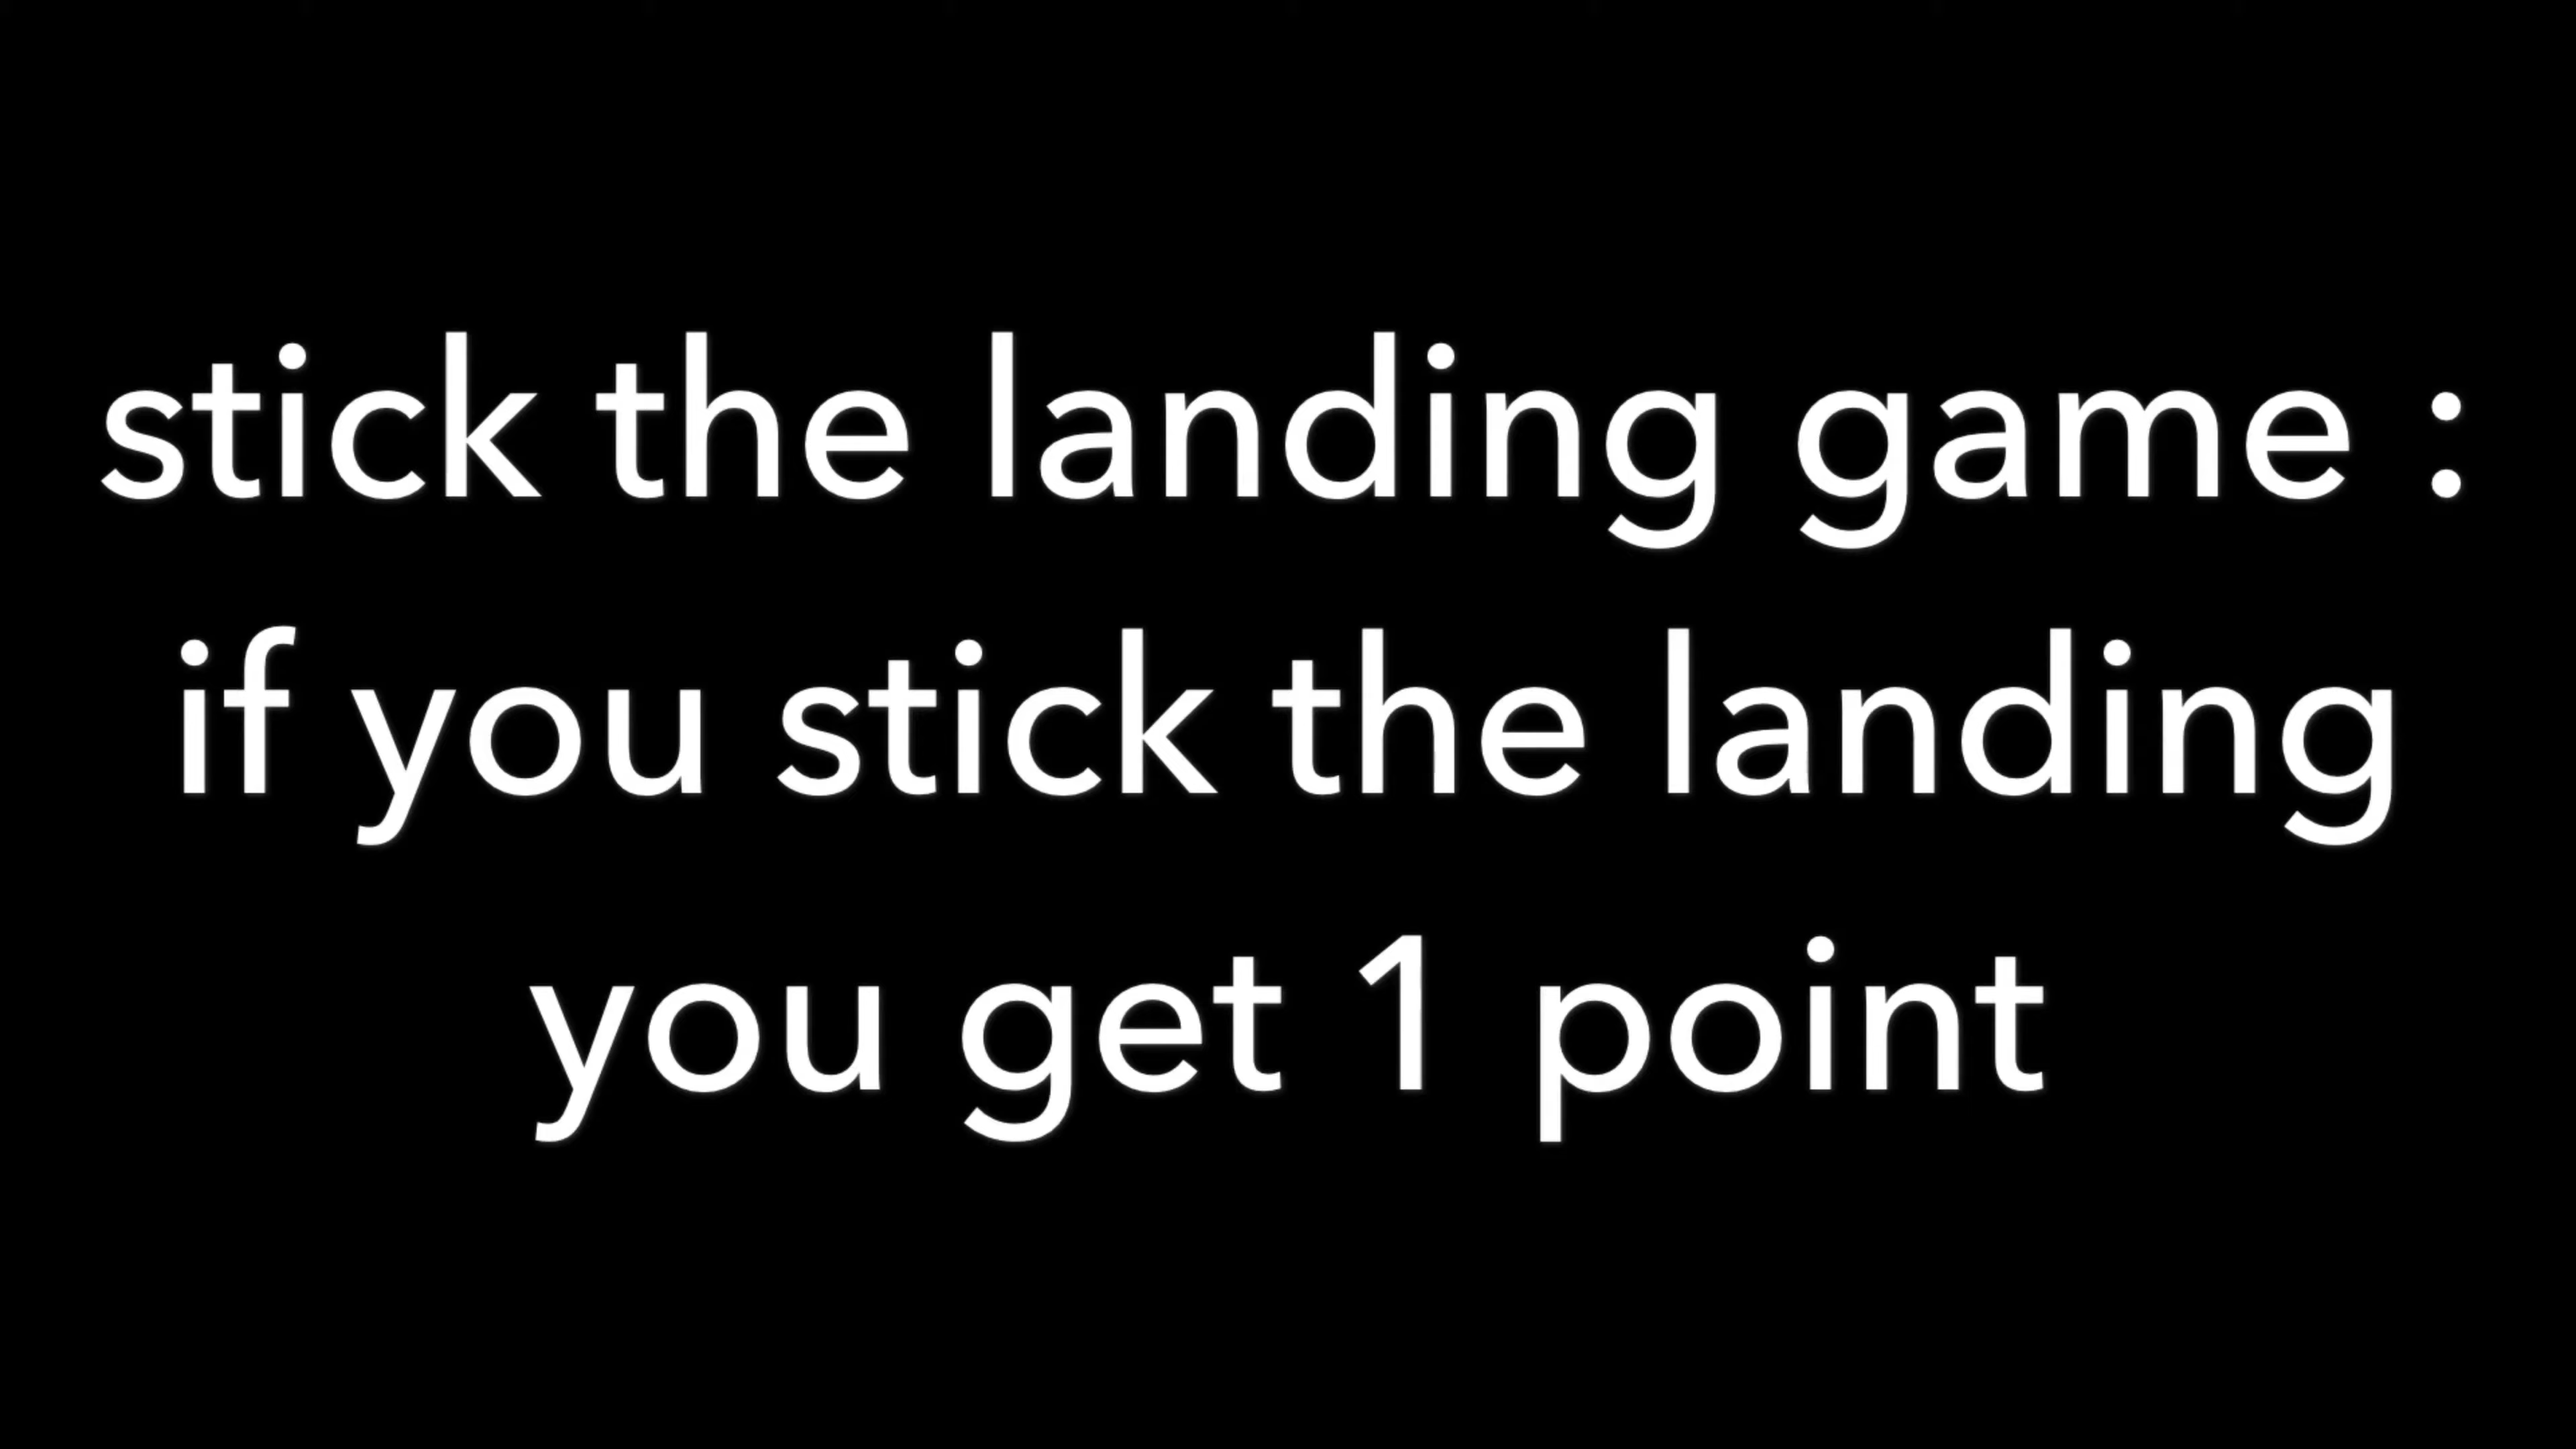 stick the landing game :
if you stick the landing
you get 1 point